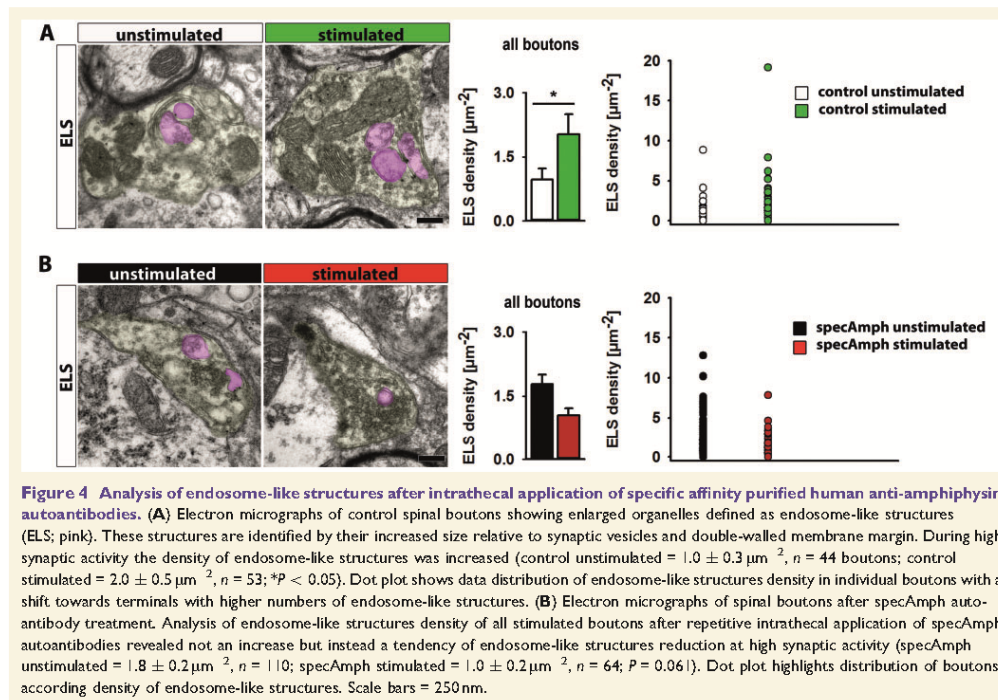 A
unstimulated
stimulated
ELS
all boutons
ELS density [µm⁻²]
3.0
1.5
0.0
*
ELS density [µm⁻²]
20
15
10
5
0
control unstimulated
control stimulated
B
unstimulated
stimulated
ELS
all boutons
ELS density [µm⁻²]
3.0
1.5
0.0
ELS density [µm⁻²]
20
15
10
5
0
specAmph unstimulated
specAmph stimulated
Figure 4 Analysis of endosome-like structures after intrathecal application of specific affinity purified human anti-amphiphysin
autoantibodies. (A) Electron micrographs of control spinal boutons showing enlarged organelles defined as endosome-like structures
(ELS; pink). These structures are identified by their increased size relative to synaptic vesicles and double-walled membrane margin. During high
synaptic activity the density of endosome-like structures was increased (control unstimulated = 1.0 ± 0.3 µm ², n = 44 boutons; control
stimulated = 2.0 ± 0.5 µm ², n = 53; *P < 0.05). Dot plot shows data distribution of endosome-like structures density in individual boutons with a
shift towards terminals with higher numbers of endosome-like structures. (B) Electron micrographs of spinal boutons after specAmph auto-
antibody treatment. Analysis of endosome-like structures density of all stimulated boutons after repetitive intrathecal application of specAmph
autoantibodies revealed not an increase but instead a tendency of endosome-like structures reduction at high synaptic activity (specAmph
unstimulated = 1.8 ± 0.2 µm ², n = 110; specAmph stimulated = 1.0 ± 0.2 µm ², n = 64; P = 0.061). Dot plot highlights distribution of boutons
according density of endosome-like structures. Scale bars = 250 nm.